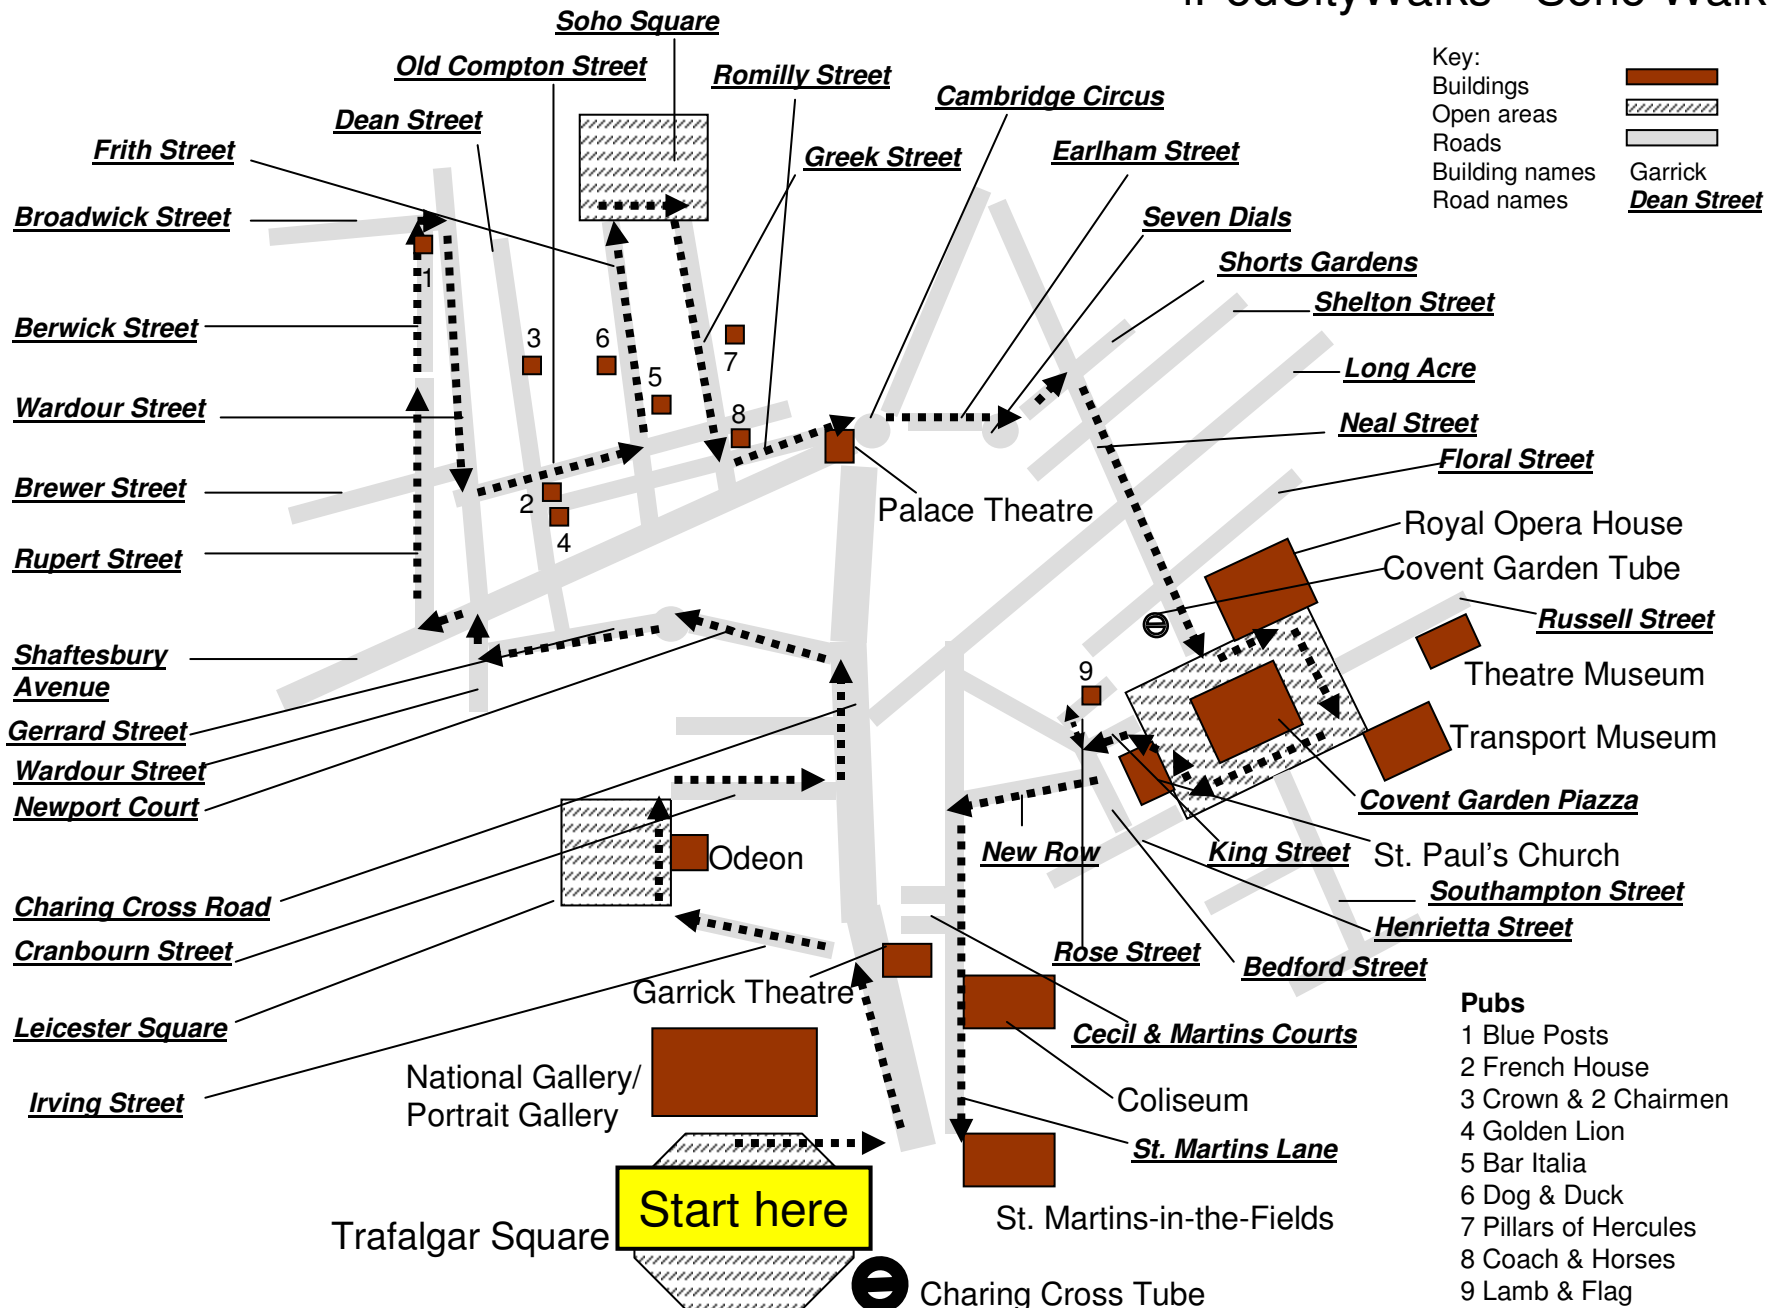 Soho Walk
Soho Square
Old Compton Street
Romilly Street
Cambridge Circus
Dean Street
Frith Street
Greek Street
Earlham Street
Broadwick Street
Seven Dials
Shorts Gardens
Shelton Street
Berwick Street
Long Acre
Wardour Street
Neal Street
Floral Street
Brewer Street
Rupert Street
Shaftesbury
Avenue
Gerrard Street
Wardour Street
Newport Court
Charing Cross Road
Cranbourn Street
Leicester Square
Irving Street
Key:
Buildings
Open areas
Roads
Building names Garrick
Road names Dean Street
1
3
6
5
7
8
2
4
9
Palace Theatre
Royal Opera House
Covent Garden Tube
Russell Street
Theatre Museum
Transport Museum
Covent Garden Piazza
New Row
King Street
St. Paul's Church
Southampton Street
Henrietta Street
Rose Street
Bedford Street
Odeon
Garrick Theatre
Cecil & Martins Courts
National Gallery/
Portrait Gallery
Coliseum
St. Martins Lane
Start here
Trafalgar Square
St. Martins-in-the-Fields
Charing Cross Tube
Pubs
1 Blue Posts
2 French House
3 Crown & 2 Chairmen
4 Golden Lion
5 Bar Italia
6 Dog & Duck
7 Pillars of Hercules
8 Coach & Horses
9 Lamb & Flag